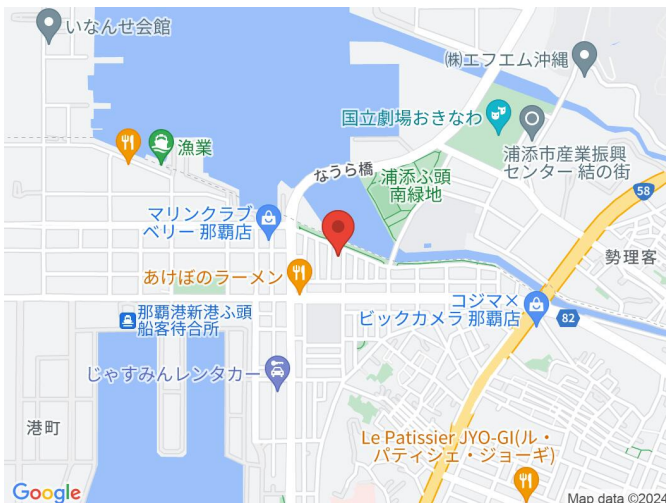 いなんせ会館
㈱エフエム沖縄
国立劇場おきなわ
漁業
なうら橋
浦添市産業振興
センター 結の街
浦添ふ頭
南緑地
58
マリンクラブ
ベリー 那覇店
勢理客
あけぼのラーメン
コジマ×
ビックカメラ 那覇店
82
那覇港新港ふ頭
船客待合所
じゃすみんレンタカー
港町
Le Patissier JYO-GI(ル・
パティシェ・ジョーギ)
Google
Map data ©2024